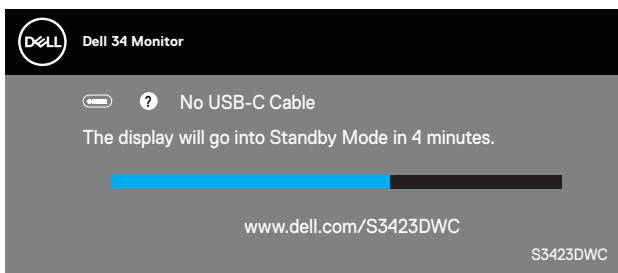 DELL
Dell 34 Monitor
? No USB-C Cable
The display will go into Standby Mode in 4 minutes.
www.dell.com/S3423DWC
S3423DWC